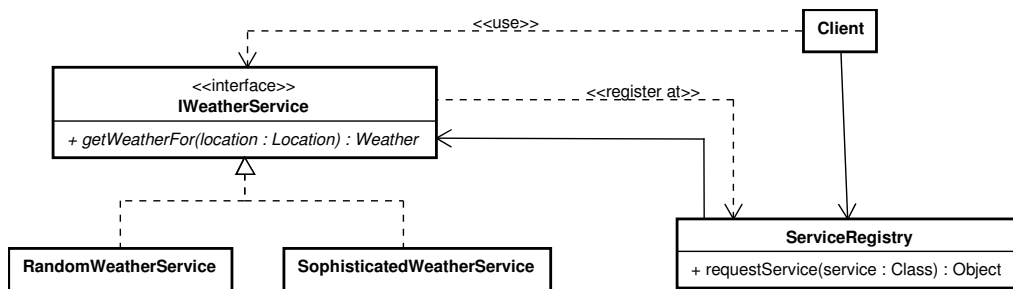 <<use>>
Client
<<interface>>
IWeatherService
+ getWeatherFor(location : Location) : Weather
<<register at>>
ServiceRegistry
+ requestService(service : Class) : Object
RandomWeatherService
SophisticatedWeatherService